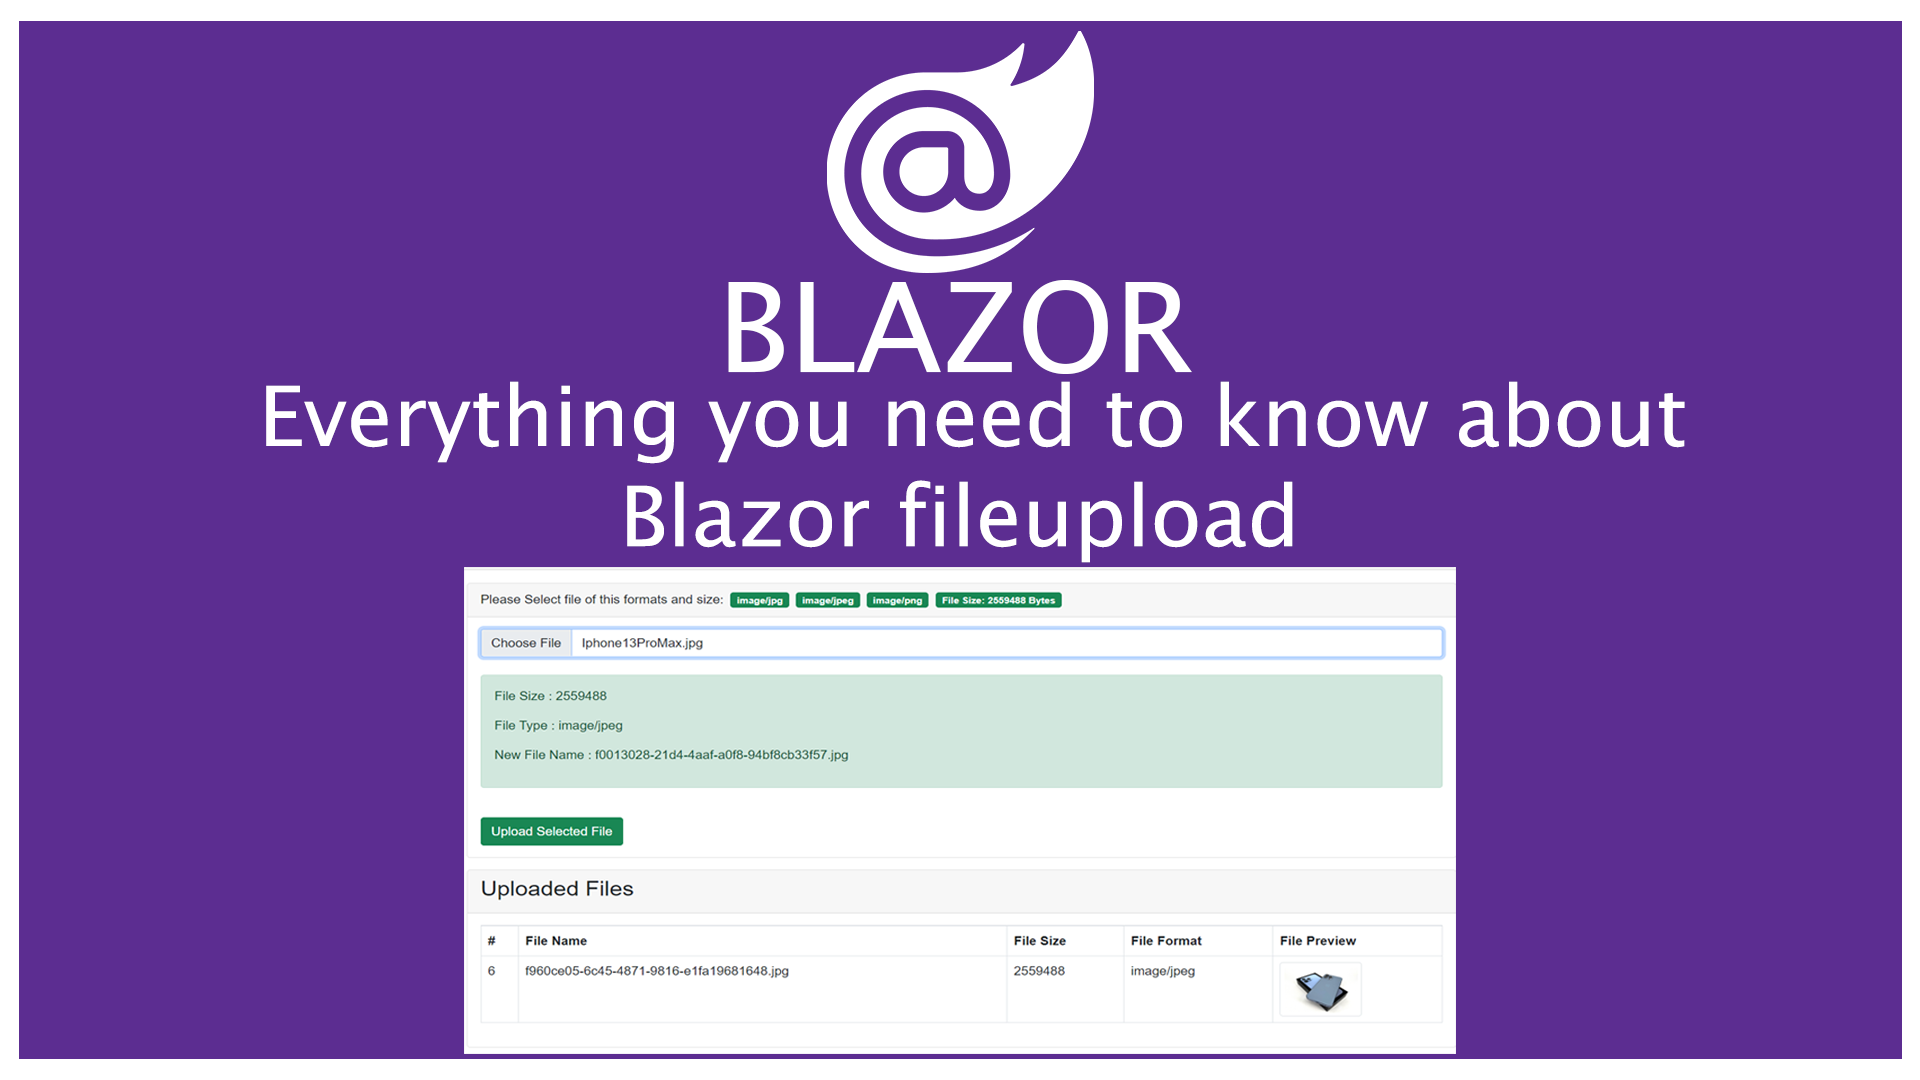 BLAZOR
Everything you need to know about
Blazor fileupload
Please Select file of this formats and size: image/jpg image/jpeg image/png File Size: 2559488 Bytes
Choose File Iphone13ProMax.jpg
File Size : 2559488
File Type : image/jpeg
New File Name : f0013028-21d4-4aaf-a0f8-94bf8cb33f57.jpg
Upload Selected File
Uploaded Files
# File Name File Size File Format File Preview
6 f960ce05-6c45-4871-9816-e1fa19681648.jpg 2559488 image/jpeg